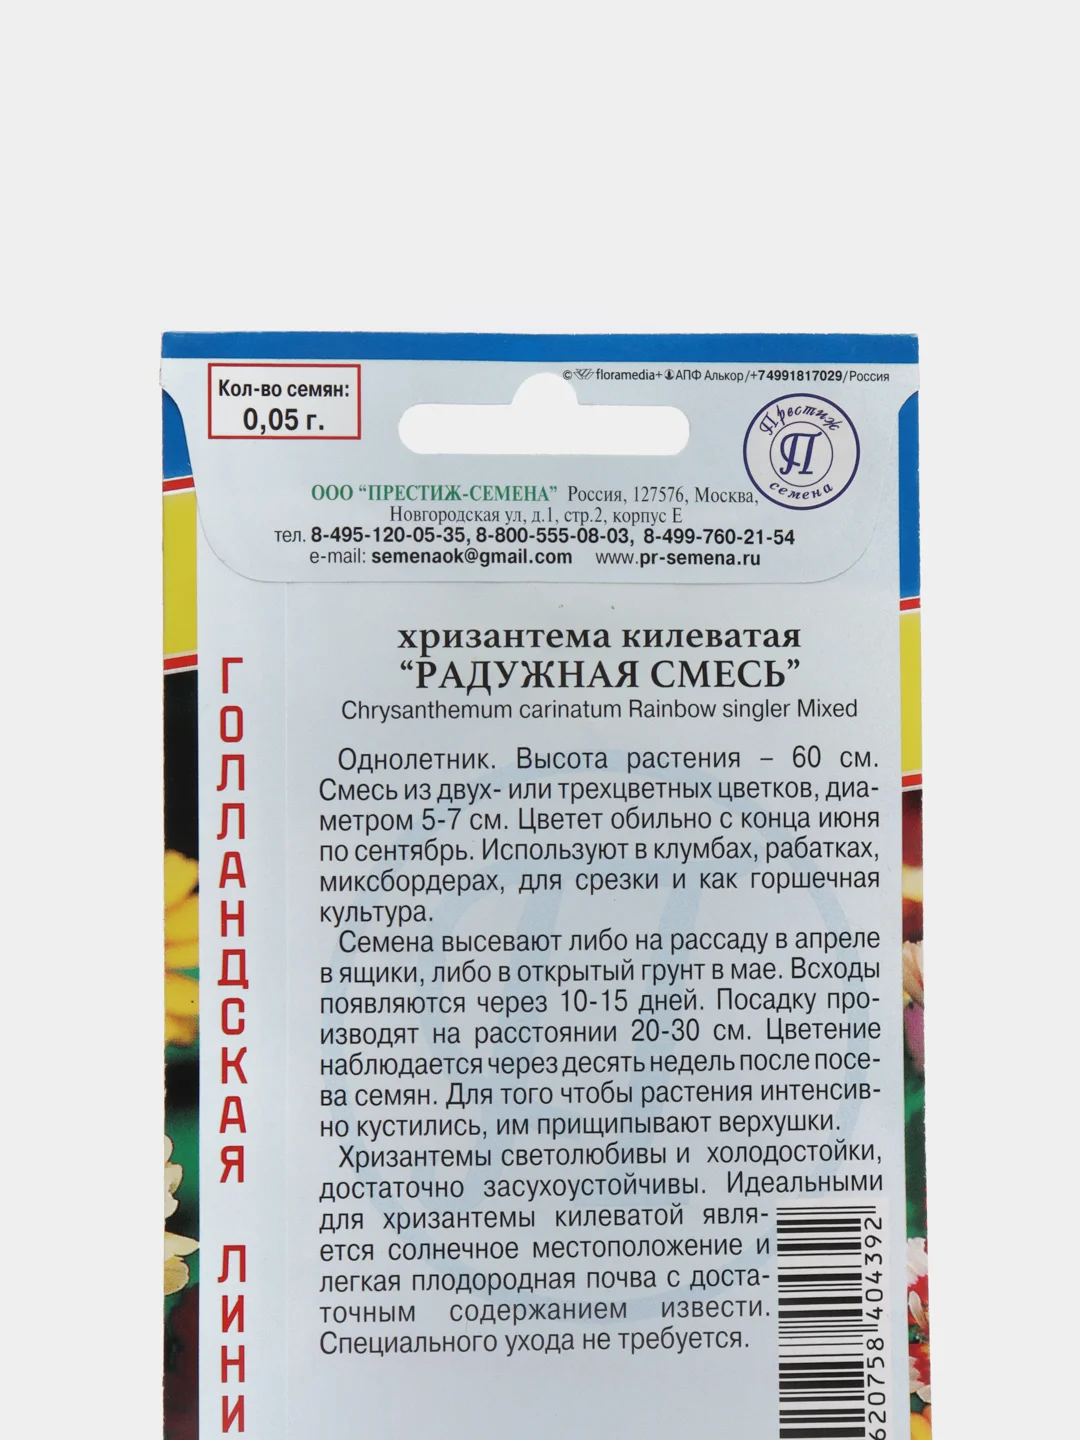 Кол-во семян:
0,05 г.
© floramedia+ АПФ Алькор/+74991817029/Россия
Престиж
П
семена
ООО “ПРЕСТИЖ-СЕМЕНА” Россия, 127576, Москва,
Новгородская ул, д.1, стр.2, корпус Е
тел. 8-495-120-05-35, 8-800-555-08-03, 8-499-760-21-54
e-mail: semenaok@gmail.com www.pr-semena.ru
хризантема килеватая
“РАДУЖНАЯ СМЕСЬ”
Chrysanthemum carinatum Rainbow singler Mixed
Однолетник. Высота растения – 60 см.
Смесь из двух- или трехцветных цветков, диа-
метром 5-7 см. Цветет обильно с конца июня
по сентябрь. Используют в клумбах, рабатках,
миксбордерах, для срезки и как горшечная
культура.
Семена высевают либо на рассаду в апреле
в ящики, либо в открытый грунт в мае. Всходы
появляются через 10-15 дней. Посадку про-
изводят на расстоянии 20-30 см. Цветение
наблюдается через десять недель после посе-
ва семян. Для того чтобы растения интенсив-
но кустились, им прищипывают верхушки.
Хризантемы светолюбивы и холодостойки,
достаточно засухоустойчивы. Идеальными
для хризантемы килеватой явля-
ется солнечное местоположение и
легкая плодородная почва с доста-
точным содержанием извести.
Специального ухода не требуется.
ГОЛЛАНДСКАЯ ЛИНИ
620758 404392